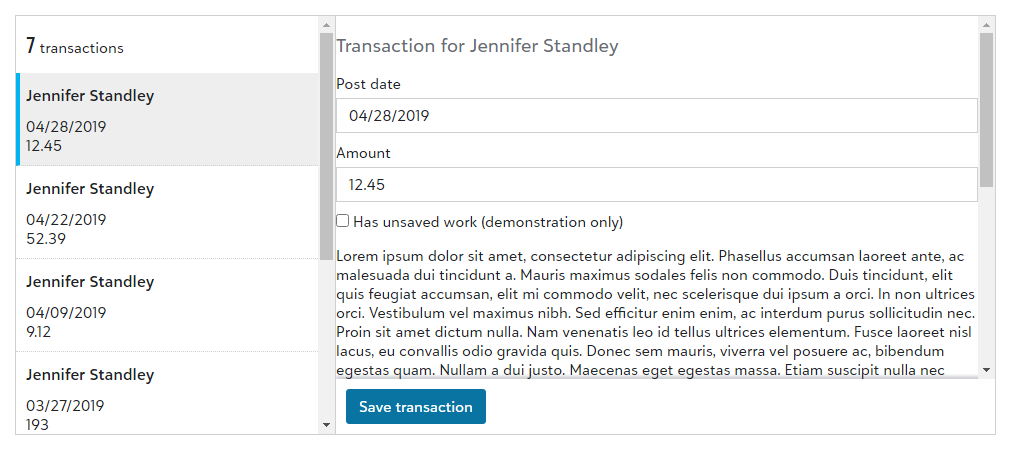 7 transactions
Jennifer Standley
04/28/2019
12.45
Jennifer Standley
04/22/2019
52.39
Jennifer Standley
04/09/2019
9.12
Jennifer Standley
03/27/2019
193
Transaction for Jennifer Standley
Post date
04/28/2019
Amount
12.45
Has unsaved work (demonstration only)
Lorem ipsum dolor sit amet, consectetur adipiscing elit. Phasellus accumsan laoreet ante, ac
malesuada dui tincidunt a. Mauris maximus sodales felis non commodo. Duis tincidunt, elit
quis feugiat accumsan, elit mi commodo velit, nec scelerisque dui ipsum a orci. In non ultrices
orci. Vestibulum vel maximus nibh. Sed efficitur enim enim, ac interdum purus sollicitudin nec.
Proin sit amet dictum nulla. Nam venenatis leo id tellus ultrices elementum. Fusce laoreet nisl
lacus, eu convallis odio gravida quis. Donec sem mauris, viverra vel posuere ac, bibendum
egestas quam. Nullam a dui justo. Maecenas eget egestas massa. Etiam suscipit nulla nec
Save transaction